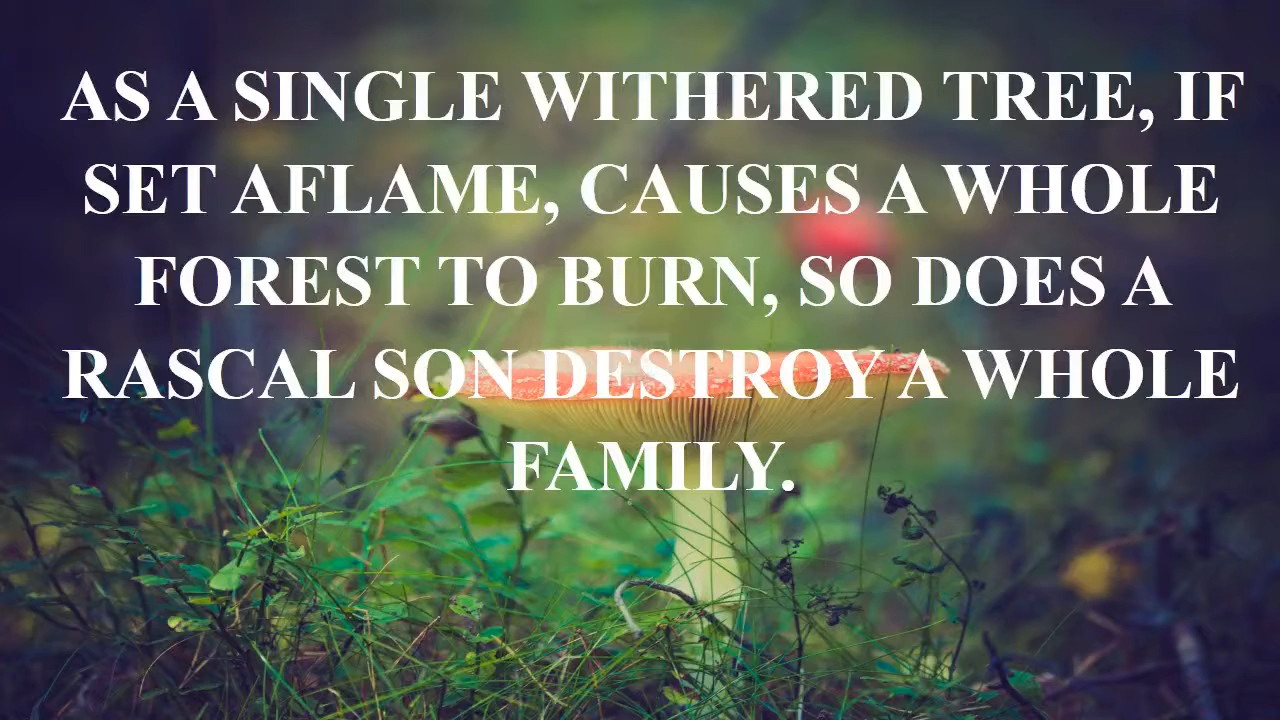 AS A SINGLE WITHERED TREE, IF
SET AFLAME, CAUSES A WHOLE
FOREST TO BURN, SO DOES A
RASCAL SON DESTROY A WHOLE
FAMILY.